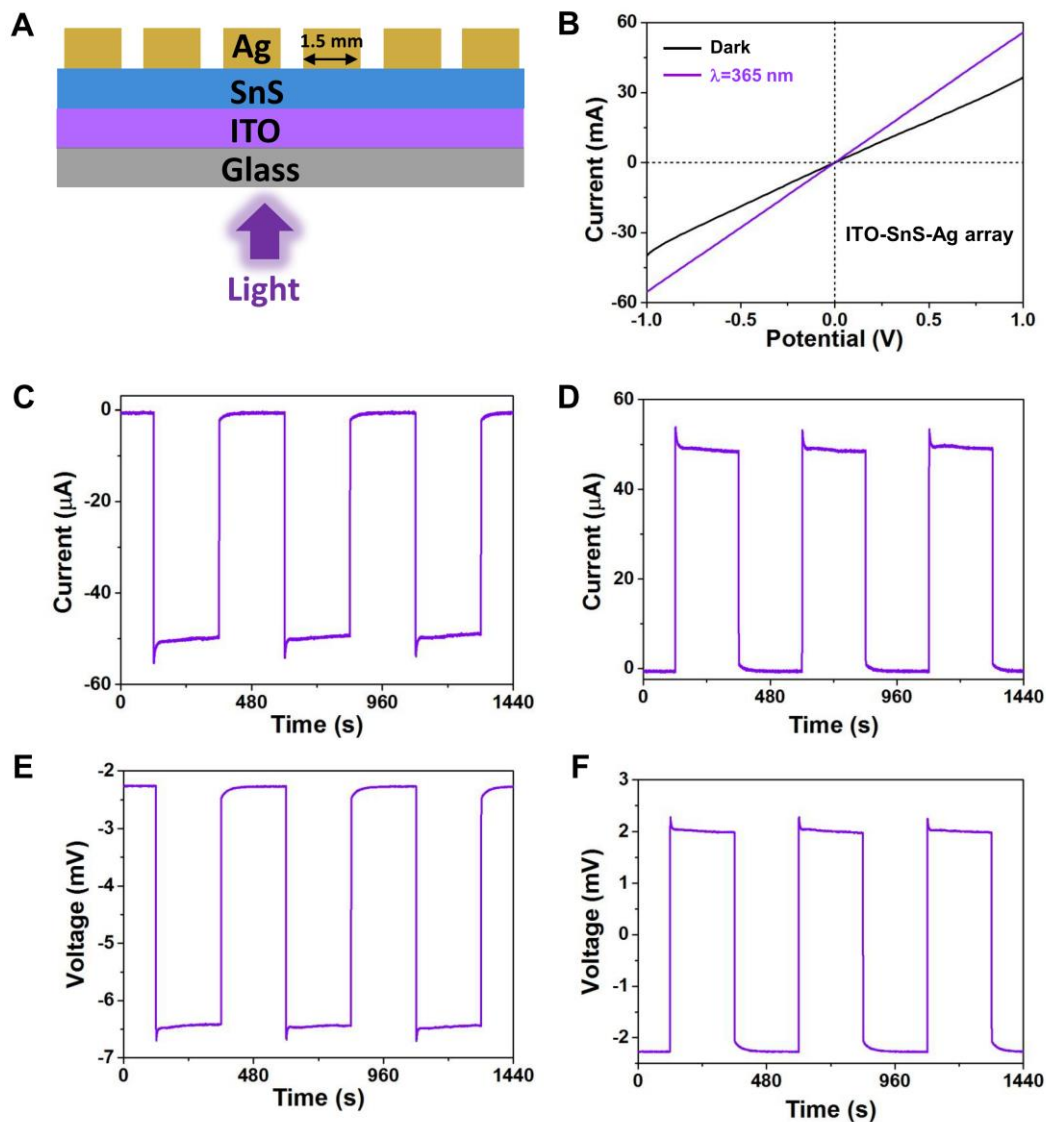 A
Ag
1.5 mm
SnS
ITO
Glass
Light
B
60
30
0
-30
-60
Current (mA)
Dark
λ=365 nm
ITO-SnS-Ag array
-1.0
-0.5
0.0
0.5
1.0
Potential (V)
C
0
-20
-40
-60
Current (μA)
0
480
960
1440
Time (s)
D
60
40
20
0
Current (μA)
0
480
960
1440
Time (s)
E
-2
-3
-4
-5
-6
-7
Voltage (mV)
0
480
960
1440
Time (s)
F
3
2
1
0
-1
-2
Voltage (mV)
0
480
960
1440
Time (s)